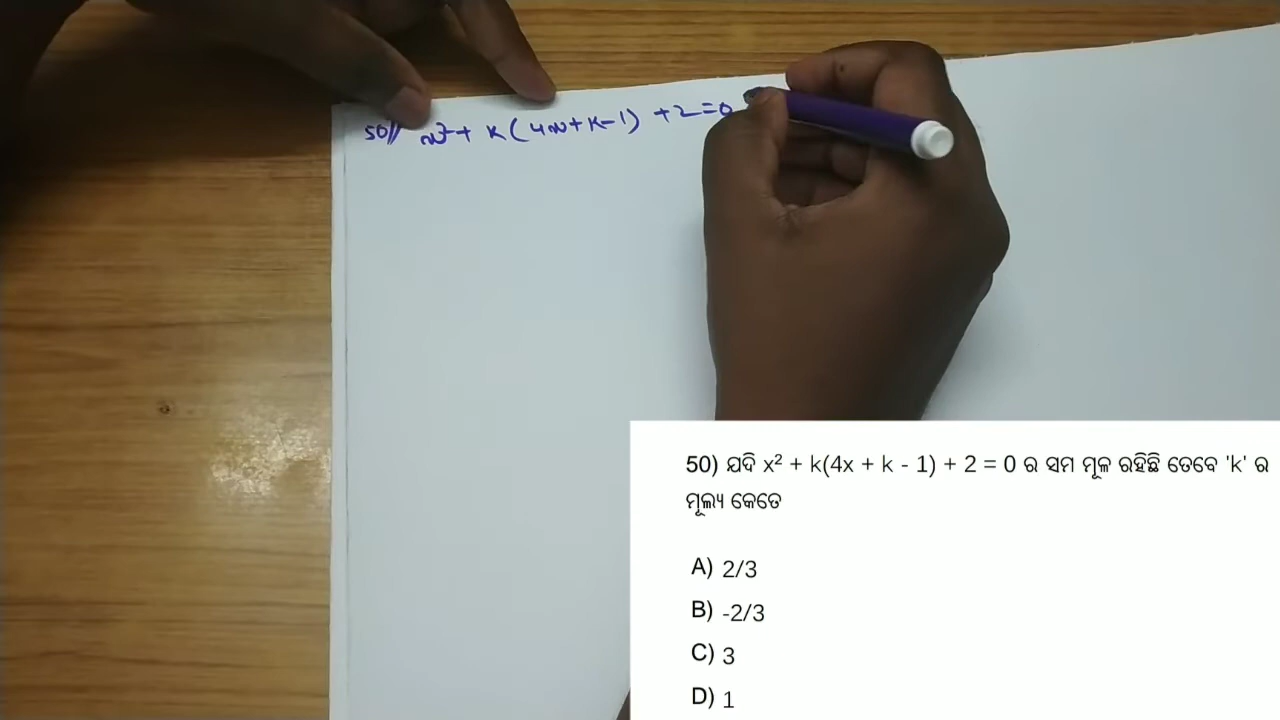 50// x² + k(4x+k-1) +2=0
50) ଯଦି x² + k(4x + k - 1) + 2 = 0 ର ସମ ମୂଳ ରହିଛି ତେବେ 'k' ର
ମୂଲ୍ୟ କେତେ
A) 2/3
B) -2/3
C) 3
D) 1